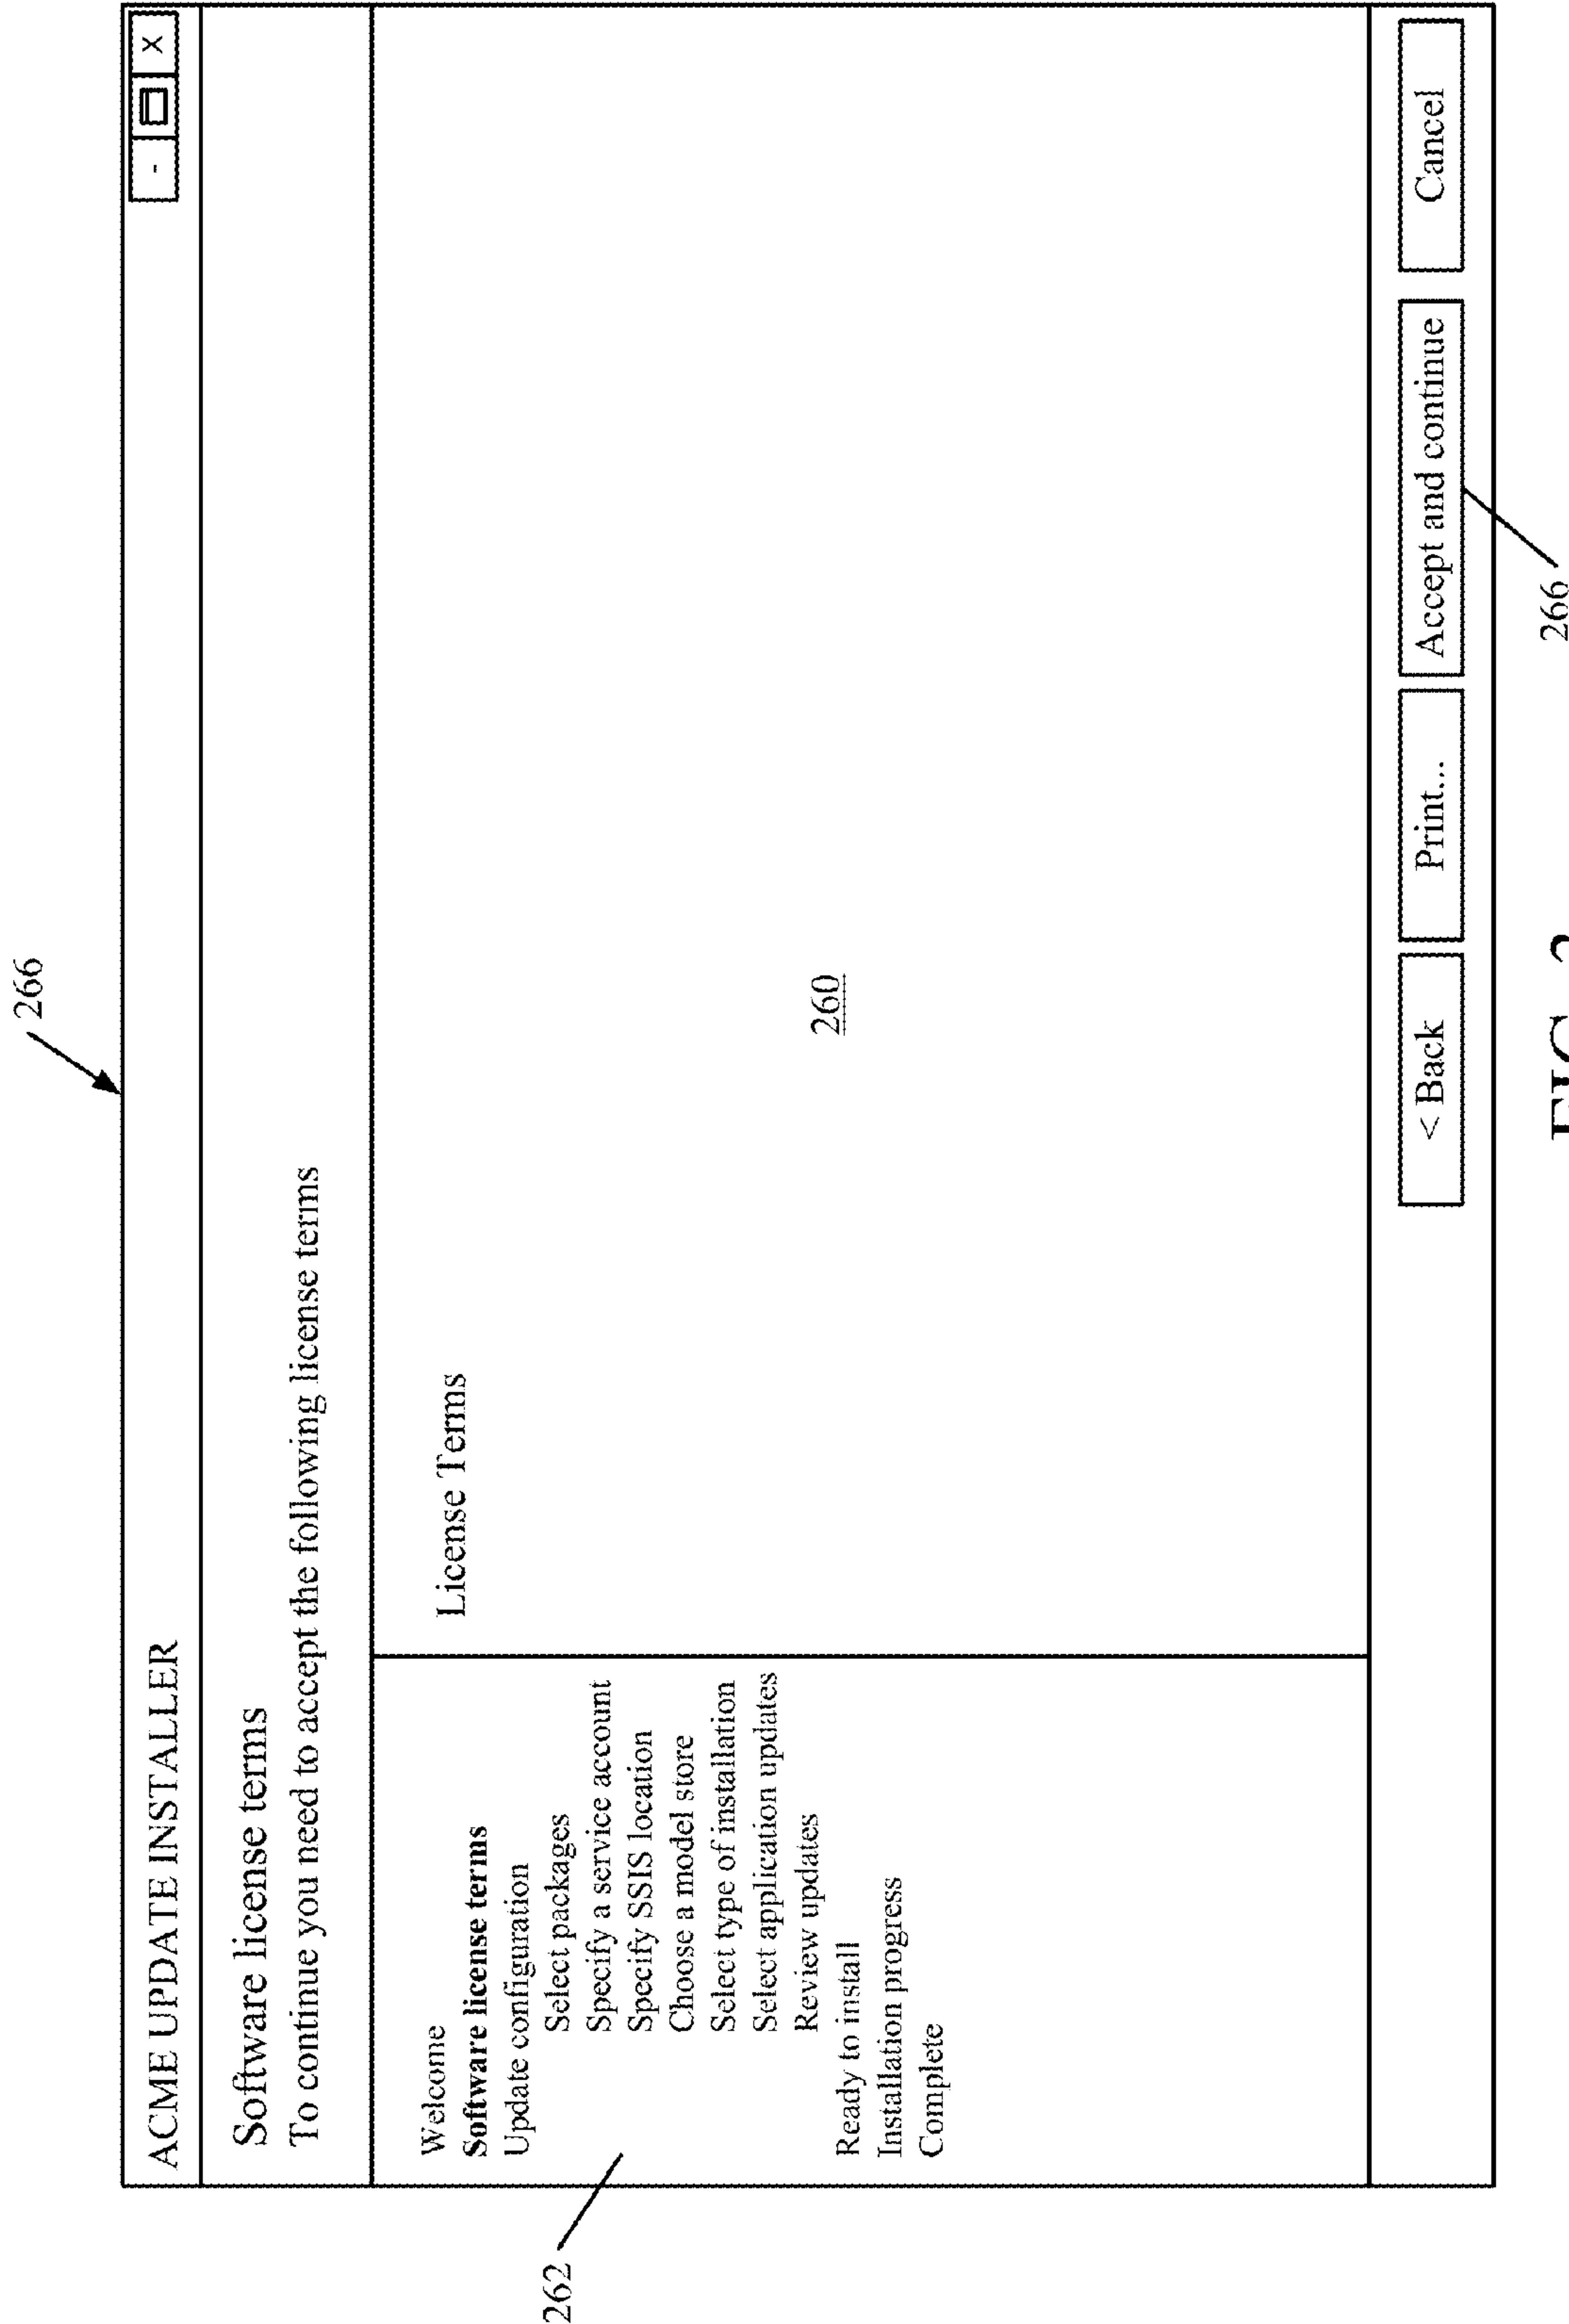 266
ACME UPDATE INSTALLER
- x
Software license terms
To continue you need to accept the following license terms
Welcome
Software license terms
Update configuration
Select packages
Specify a service account
Specify SSIS location
Choose a model store
Select type of installation
Select application updates
Review updates
Ready to install
Installation progress
Complete
262
License Terms
260
< Back
Print...
Accept and continue
Cancel
266